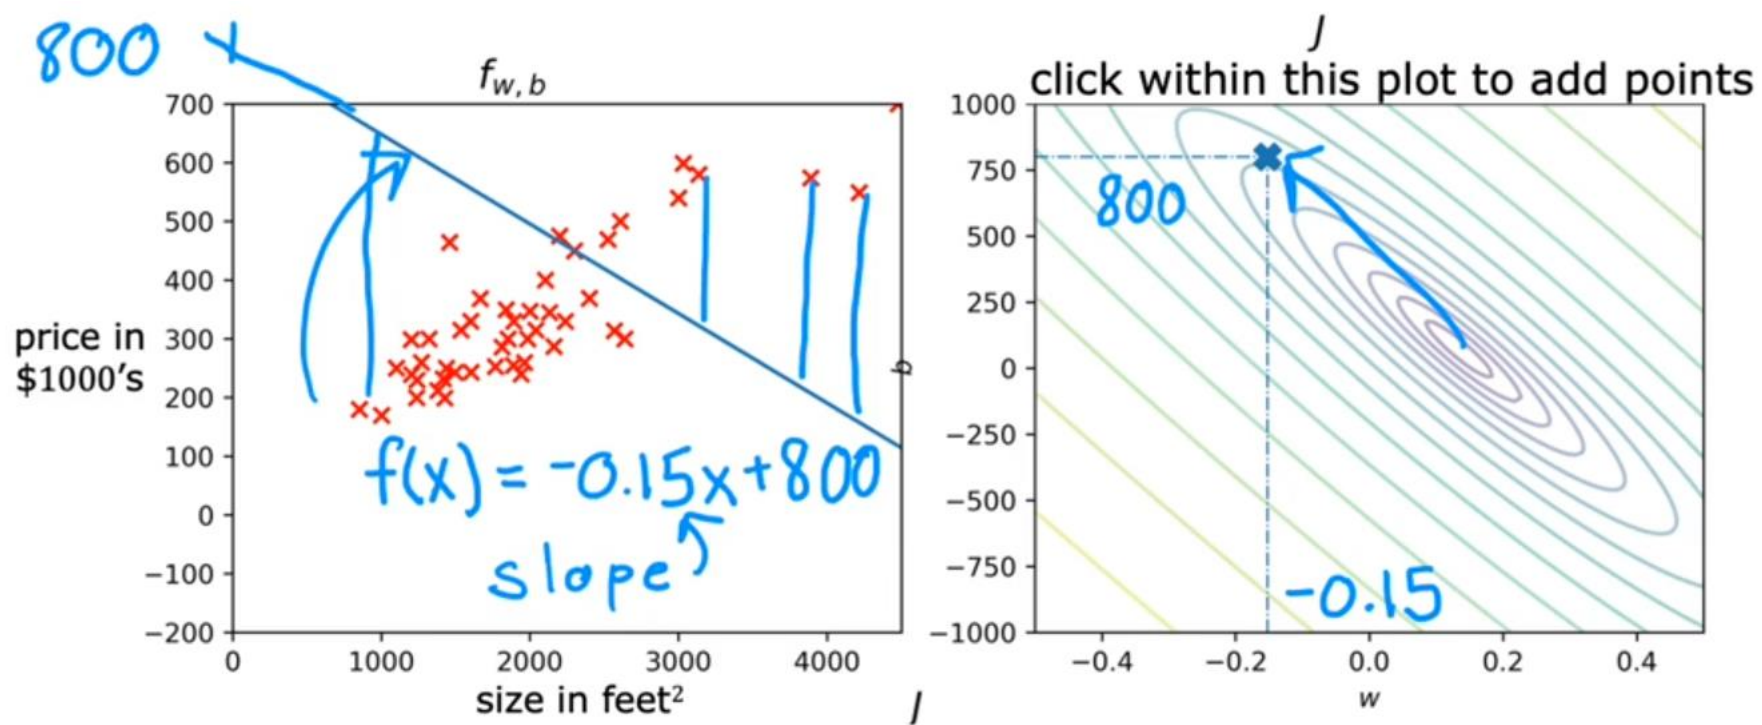 800
f w, b
700
600
500
400
300
200
100
0
−100
−200
price in
$1000's
f(x) = -0.15x+800
slope
0 1000 2000 3000 4000
size in feet²
J
J
click within this plot to add points
1000
750
500
250
0
−250
−500
−750
−1000
b
800
-0.15
−0.4 −0.2 0.0 0.2 0.4
w